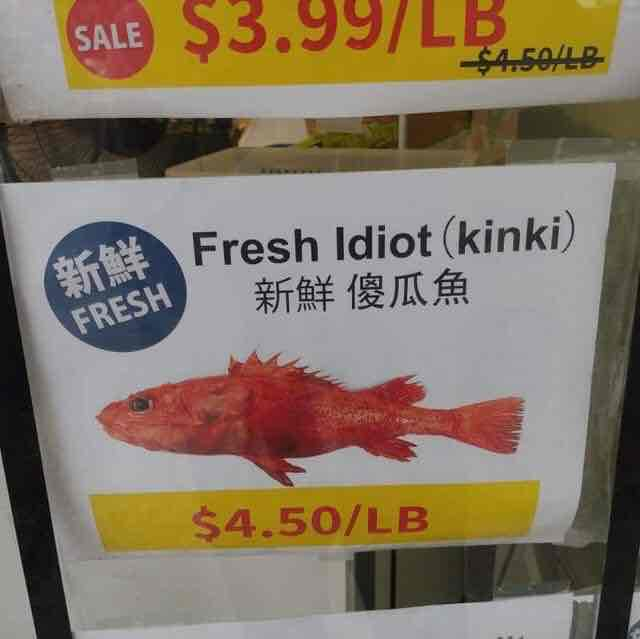 SALE
$3.99/LB
$4.50/LB
新鮮
FRESH
Fresh Idiot (kinki)
新鮮 傻瓜魚
$4.50/LB